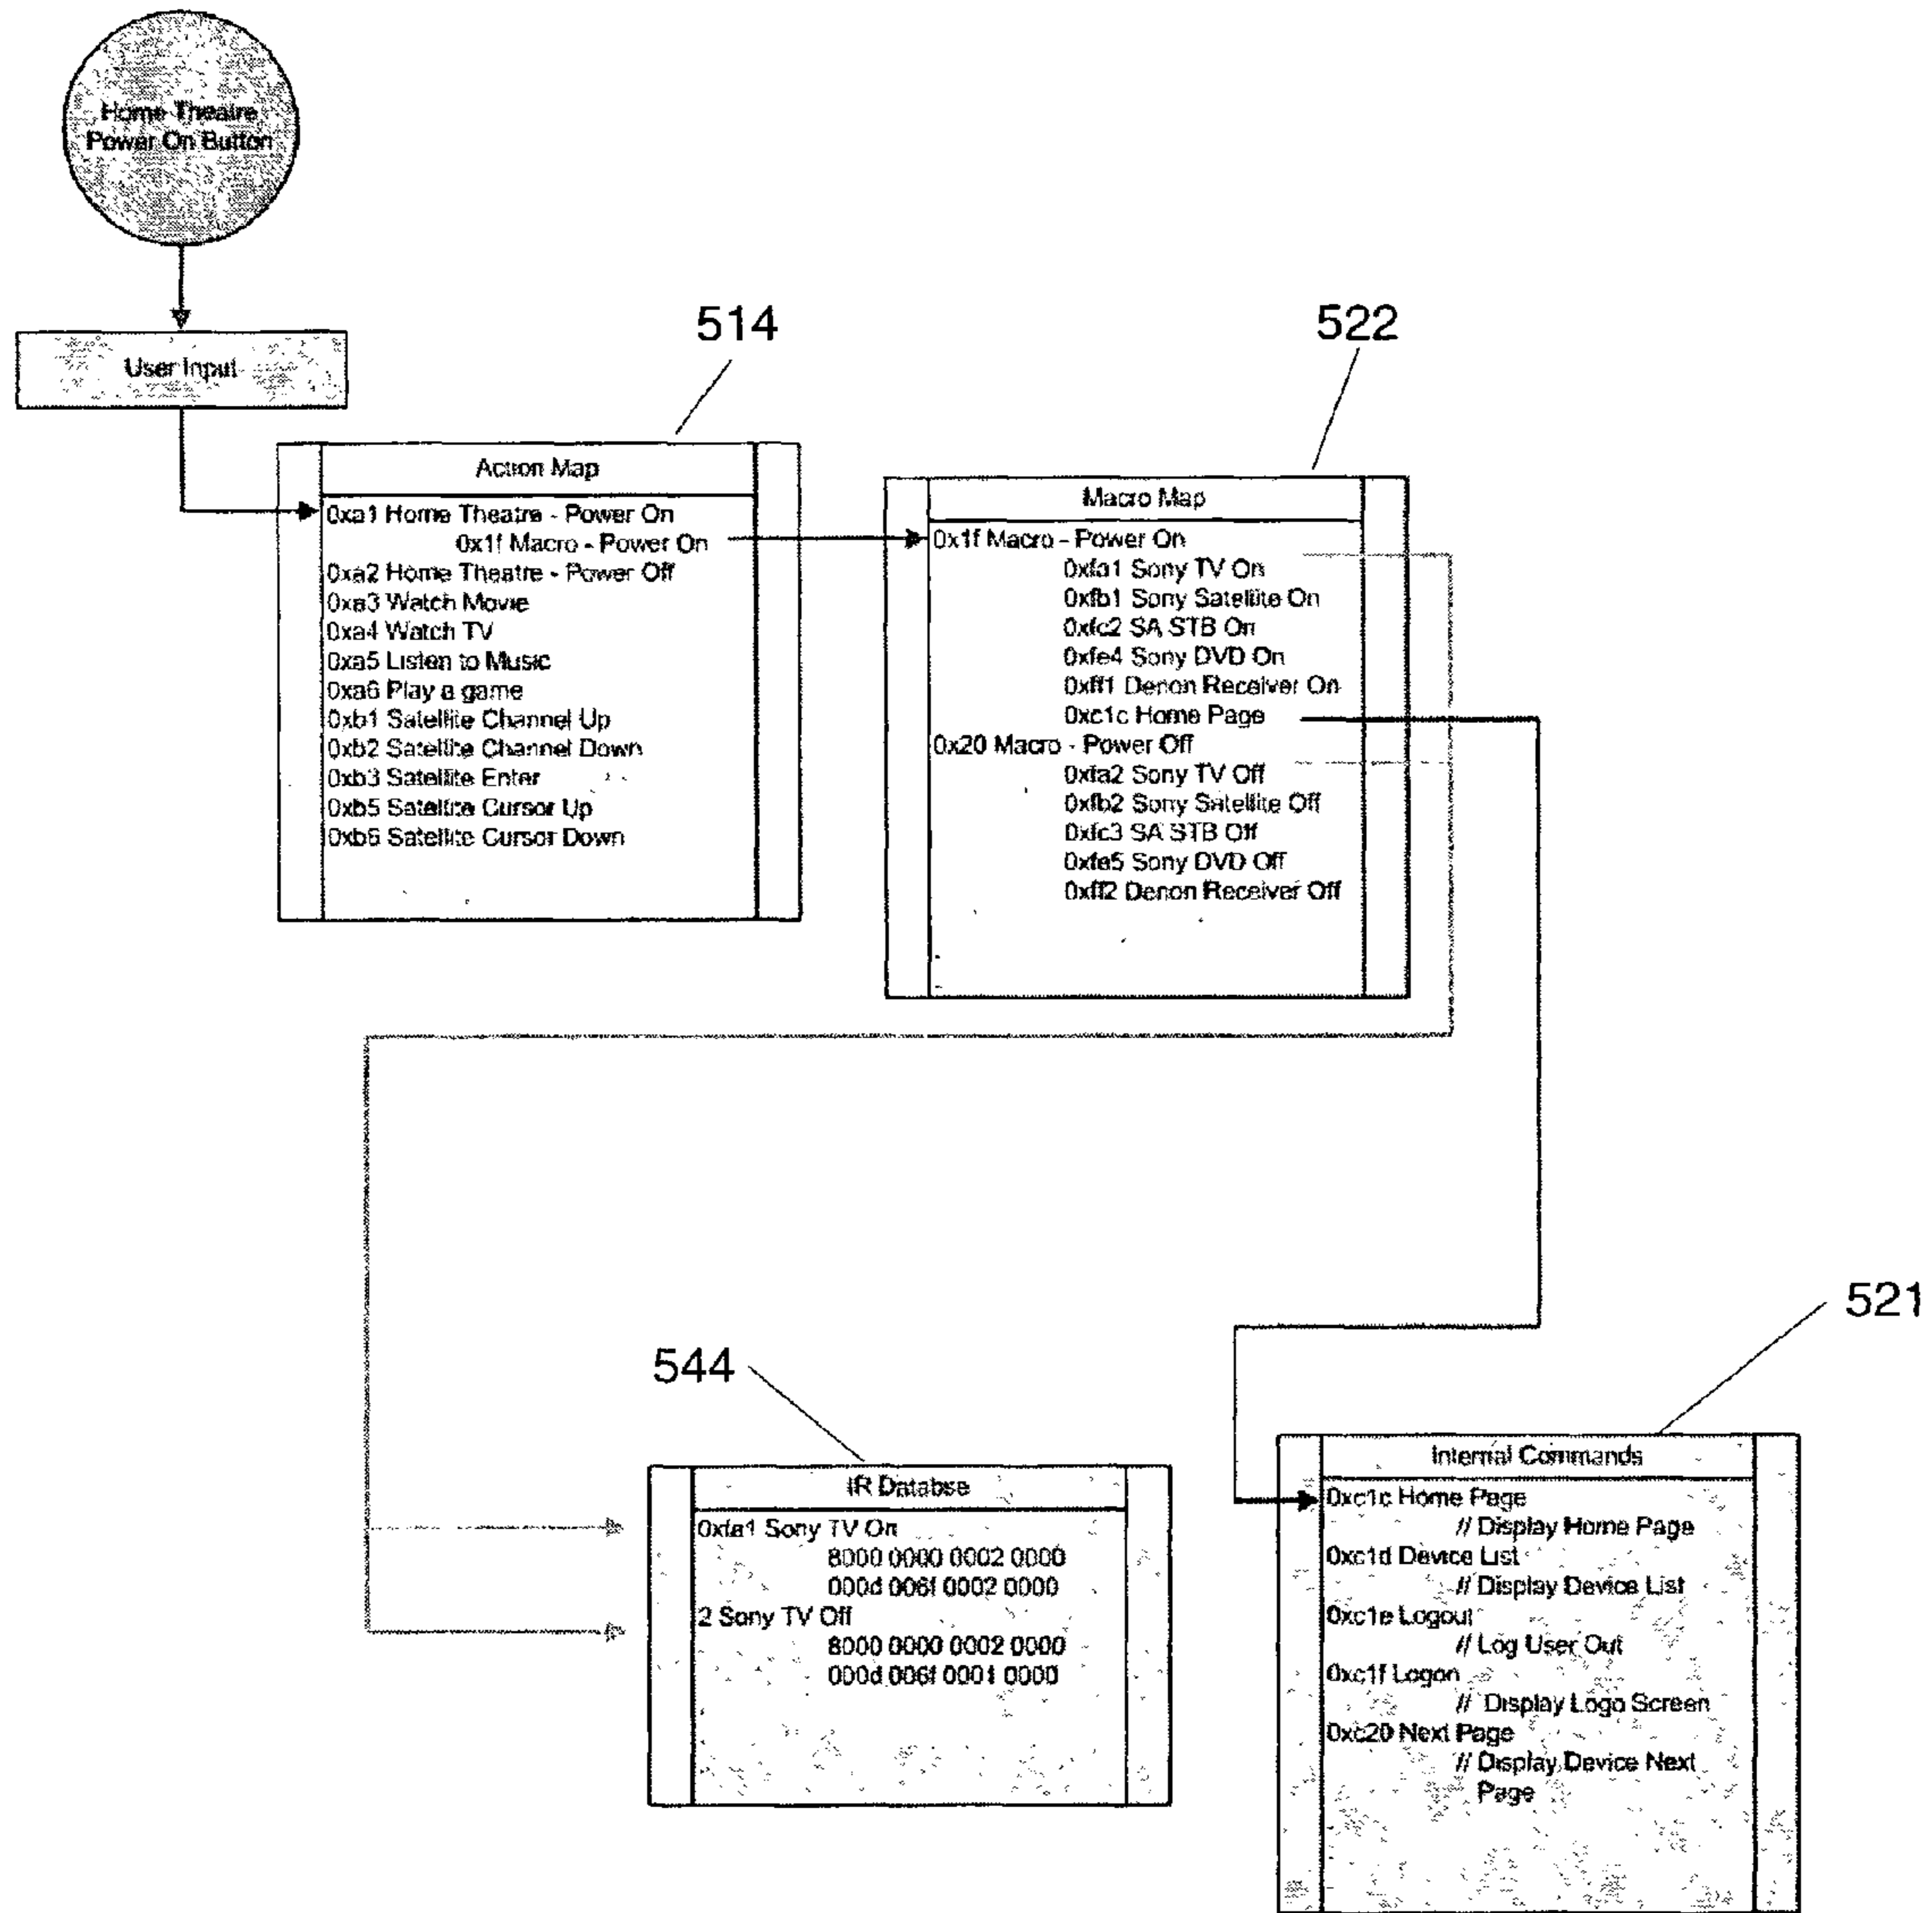 Home Theatre
Power On Button
User Input
514
Action Map
0xa1 Home Theatre - Power On
0x1f Macro - Power On
0xa2 Home Theatre - Power Off
0xa3 Watch Movie
0xa4 Watch TV
0xa5 Listen to Music
0xa6 Play a game
0xb1 Satellite Channel Up
0xb2 Satellite Channel Down
0xb3 Satellite Enter
0xb5 Satellite Cursor Up
0xb6 Satellite Cursor Down
522
Macro Map
0x1f Macro - Power On
0xfa1 Sony TV On
0xfb1 Sony Satellite On
0xfc2 SA STB On
0xfe4 Sony DVD On
0xff1 Denon Receiver On
0xc1c Home Page
0x20 Macro - Power Off
0xfa2 Sony TV Off
0xfb2 Sony Satellite Off
0xfc3 SA STB Off
0xfe5 Sony DVD Off
0xff2 Denon Receiver Off
544
IR Databse
0xfa1 Sony TV On
8000 0000 0002 0000
000d 006f 0002 0000
2 Sony TV Off
8000 0000 0002 0000
000d 006f 0001 0000
521
Internal Commands
0xc1c Home Page
// Display Home Page
0xc1d Device List
// Display Device List
0xc1e Logout
// Log User Out
0xc1f Logon
// Display Logo Screen
0xc20 Next Page
// Display Device Next
Page